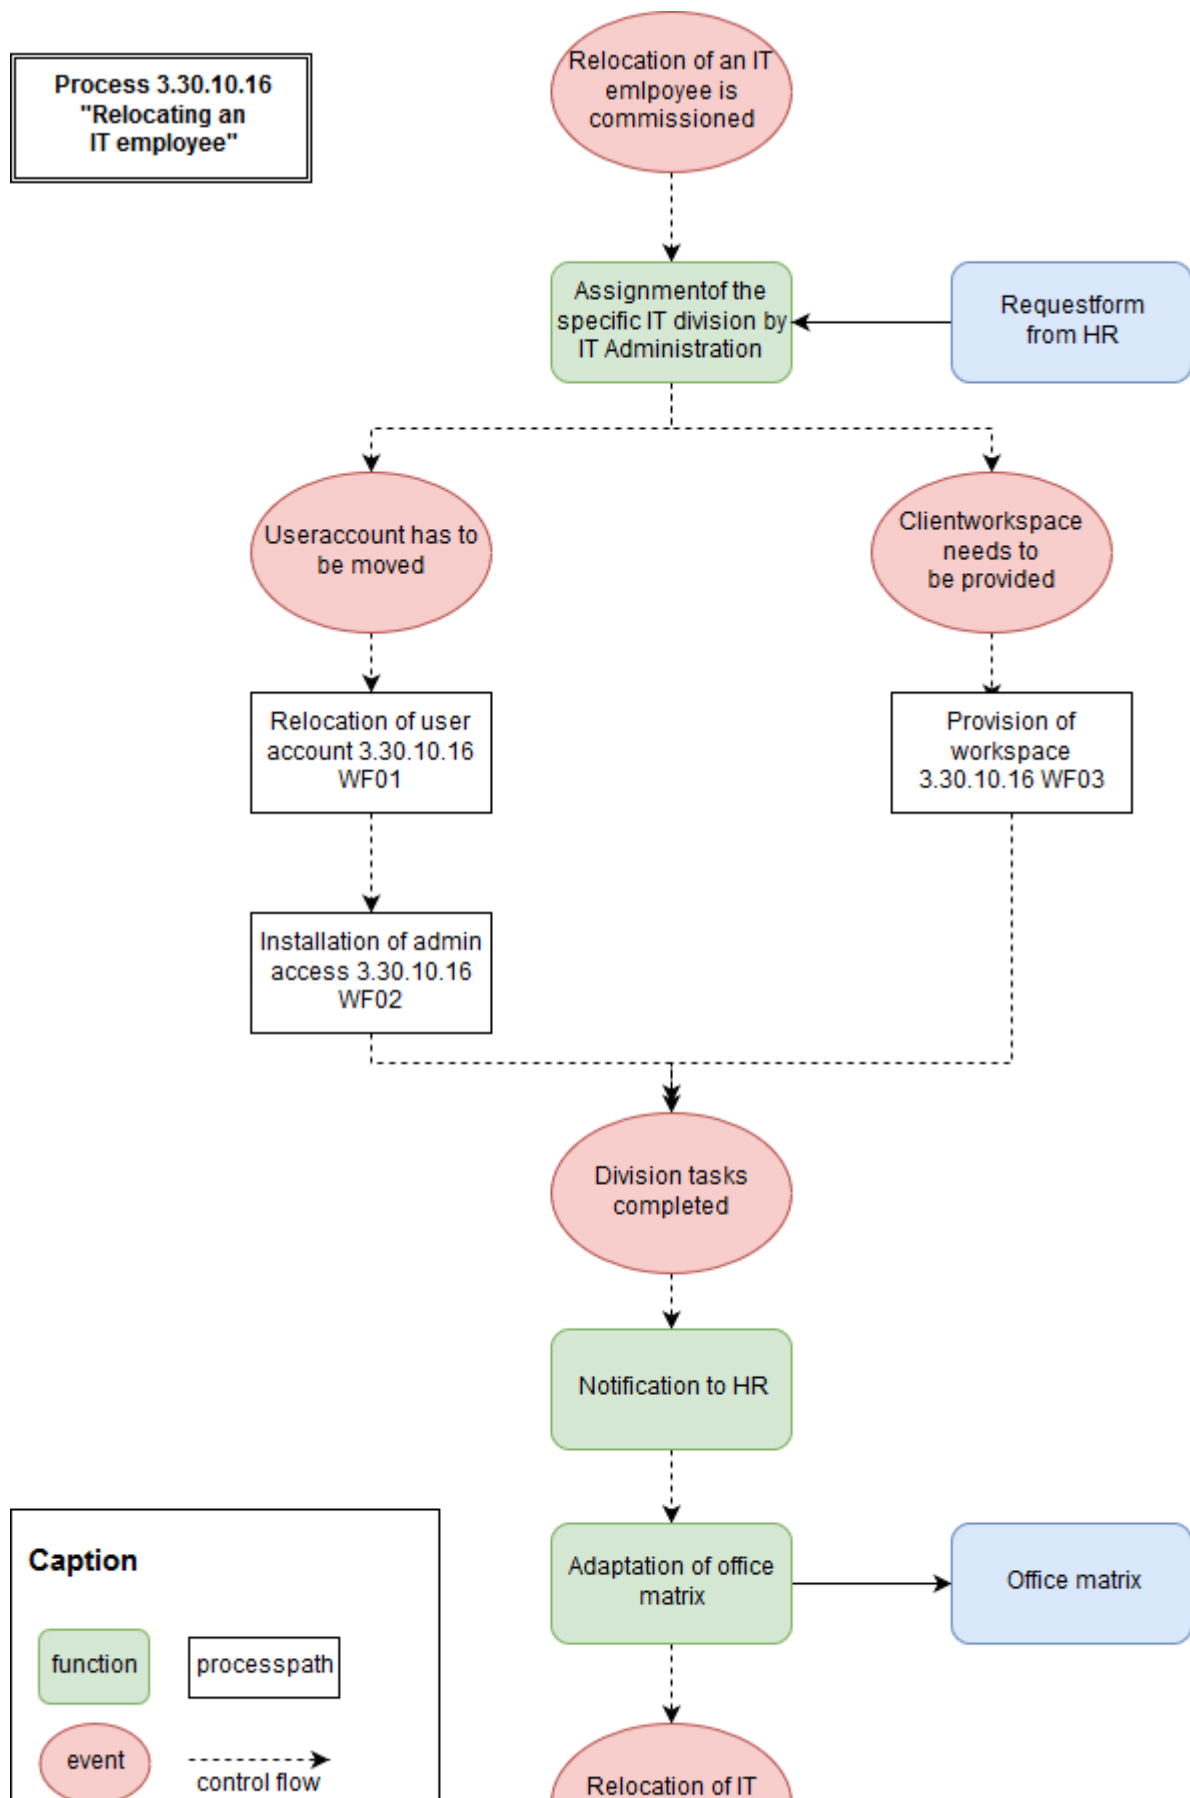 Process 3.30.10.16
"Relocating an
IT employee"
Relocation of an IT
emlpoyee is
commissioned
Assignmentof the
specific IT division by
IT Administration
Requestform
from HR
Useraccount has to
be moved
Clientworkspace
needs to
be provided
Relocation of user
account 3.30.10.16
WF01
Provision of
workspace
3.30.10.16 WF03
Installation of admin
access 3.30.10.16
WF02
Division tasks
completed
Notification to HR
Adaptation of office
matrix
Office matrix
Caption
function
processpath
event
control flow
Relocation of IT